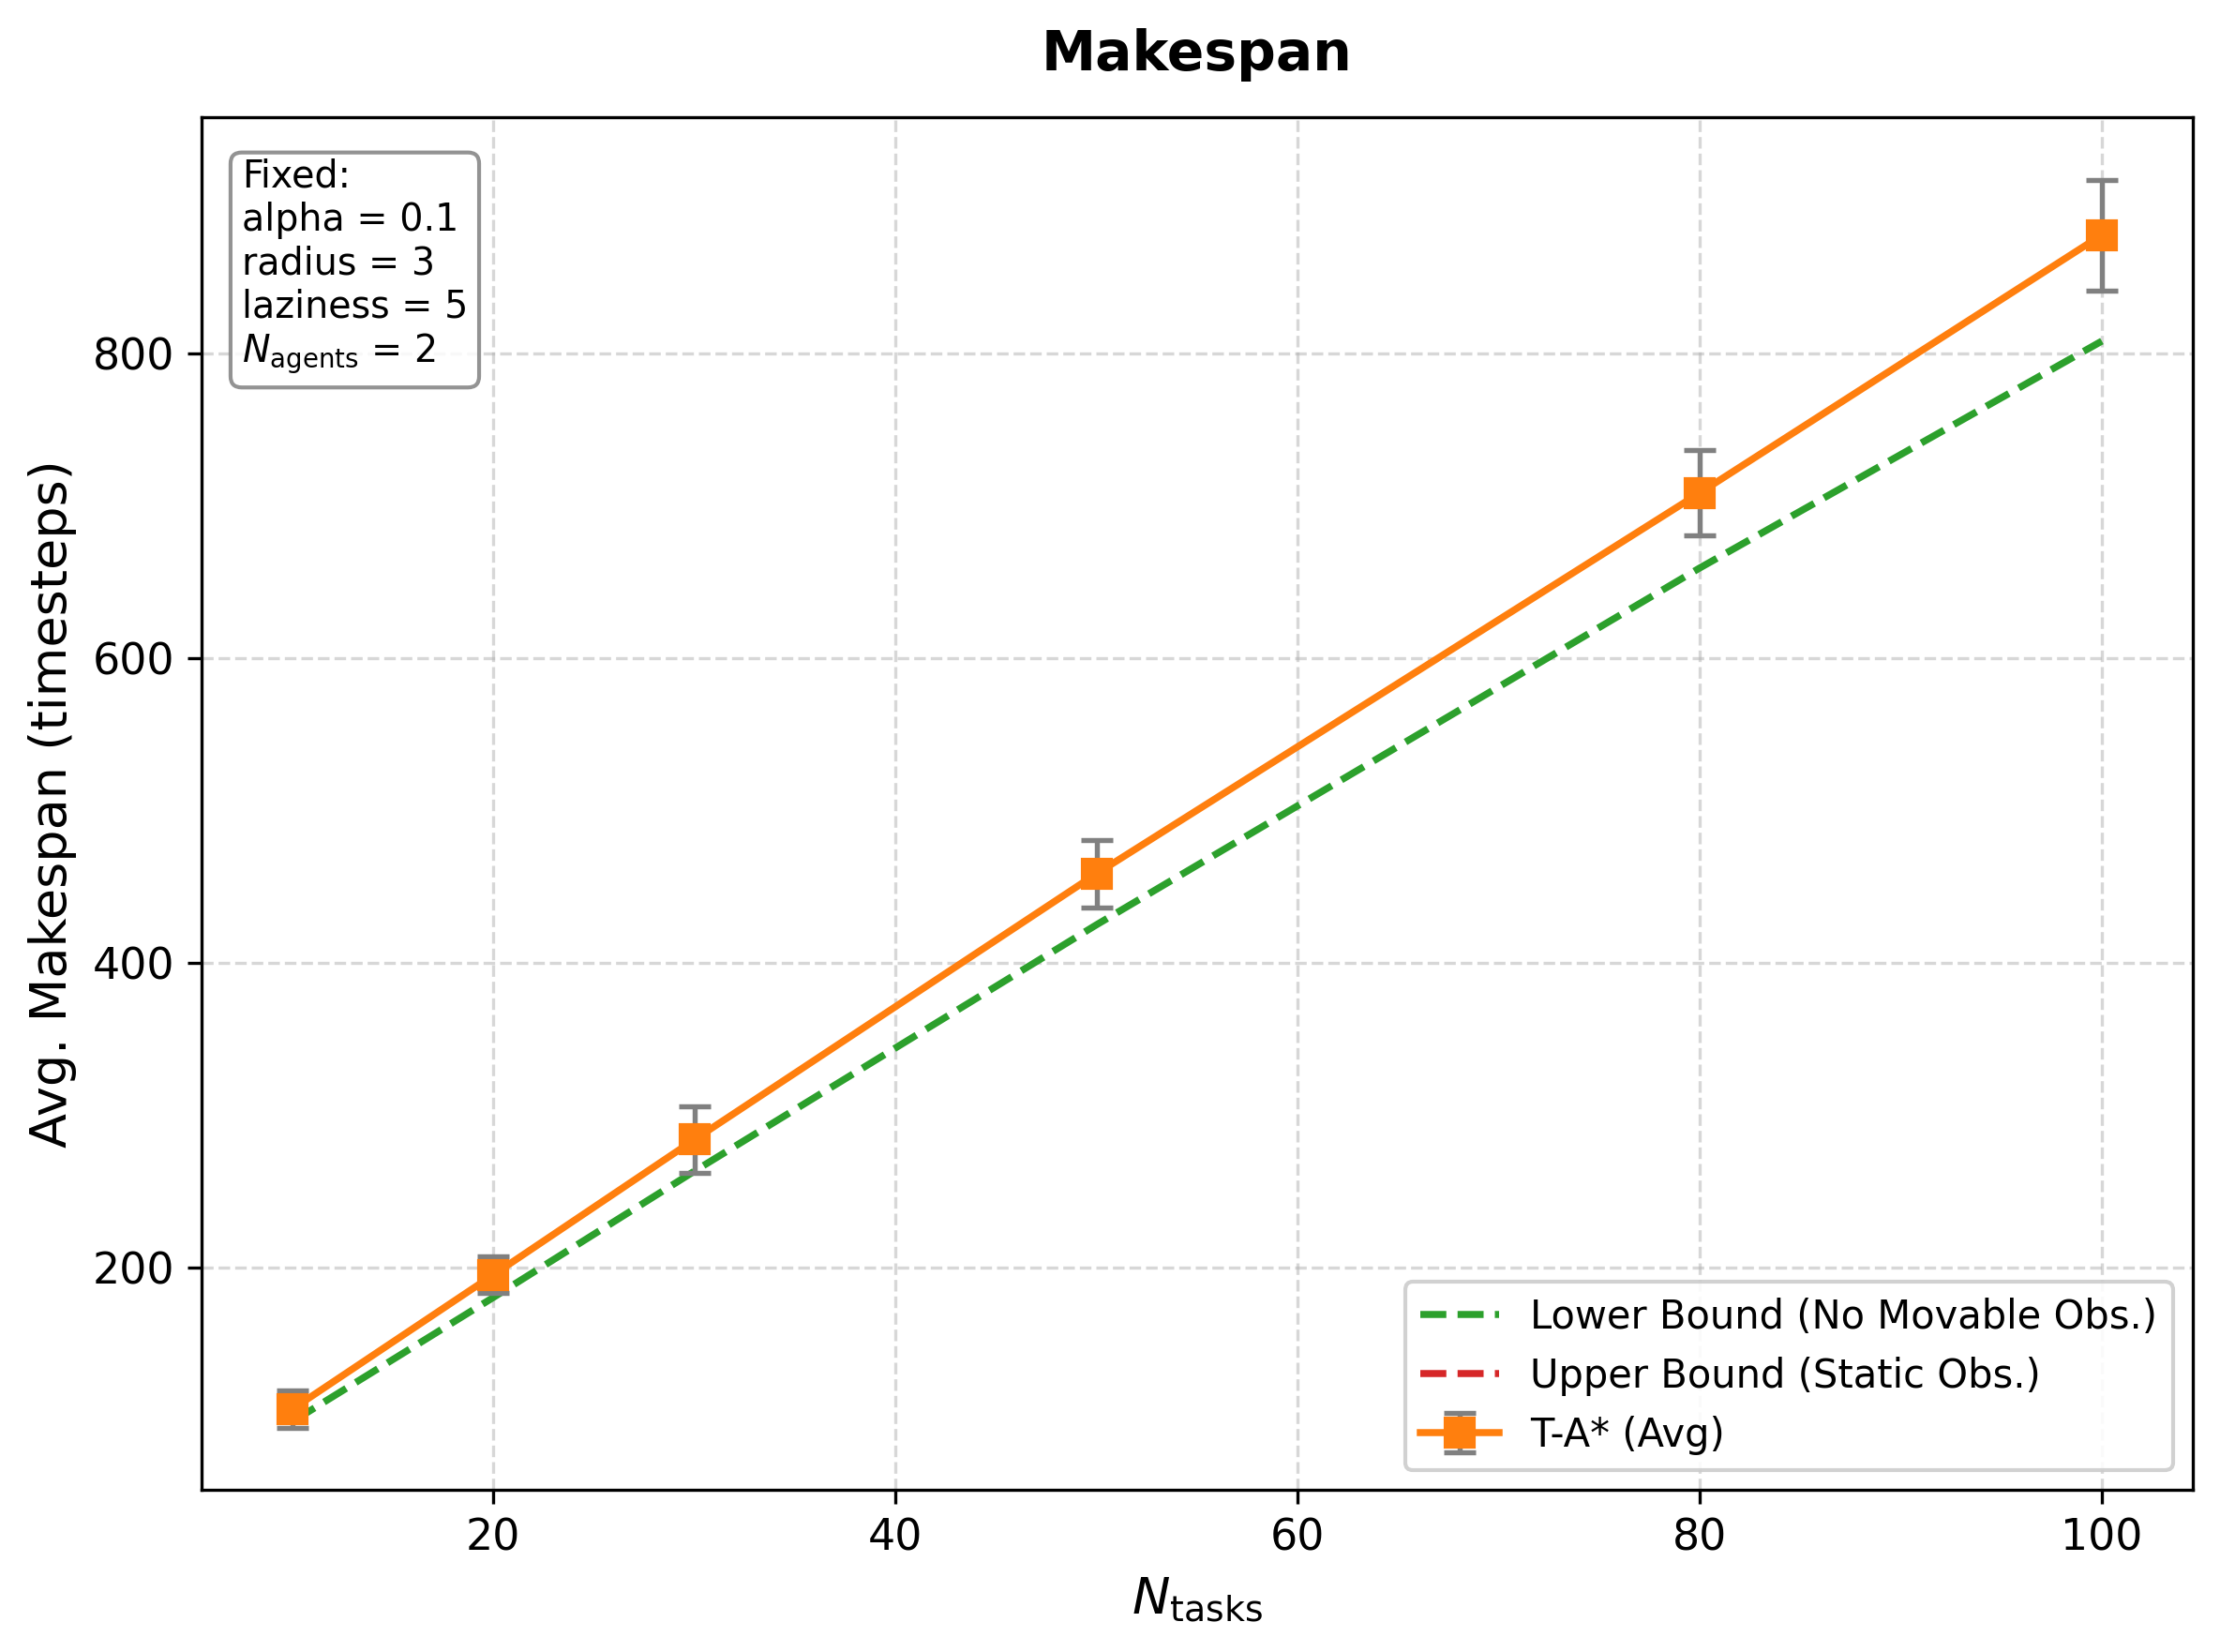 Makespan
Fixed:
alpha = 0.1
radius = 3
laziness = 5
N_agents = 2
Avg. Makespan (timesteps)
800
600
400
200
Lower Bound (No Movable Obs.)
Upper Bound (Static Obs.)
T-A* (Avg)
20 40 60 80 100
N_tasks